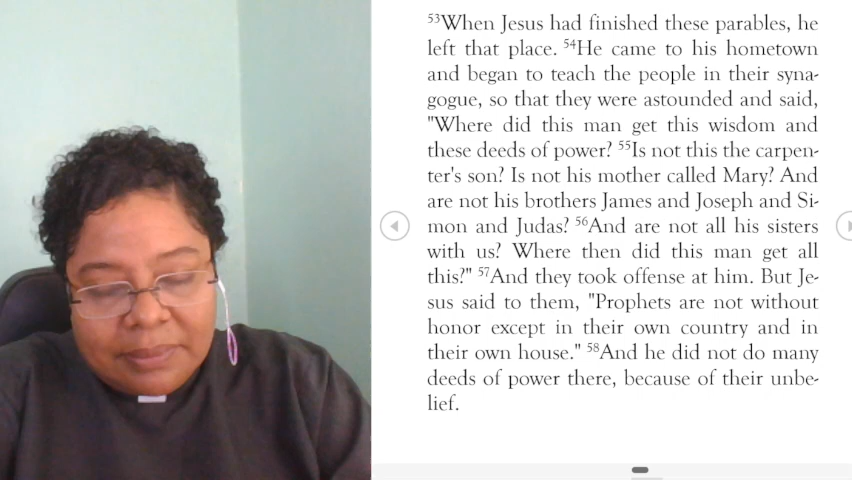 53When Jesus had finished these parables, he
left that place. 54He came to his hometown
and began to teach the people in their syna-
gogue, so that they were astounded and said,
"Where did this man get this wisdom and
these deeds of power? 55Is not this the carpen-
ter's son? Is not his mother called Mary? And
are not his brothers James and Joseph and Si-
mon and Judas? 56And are not all his sisters
with us? Where then did this man get all
this?" 57And they took offense at him. But Je-
sus said to them, "Prophets are not without
honor except in their own country and in
their own house." 58And he did not do many
deeds of power there, because of their unbe-
lief.